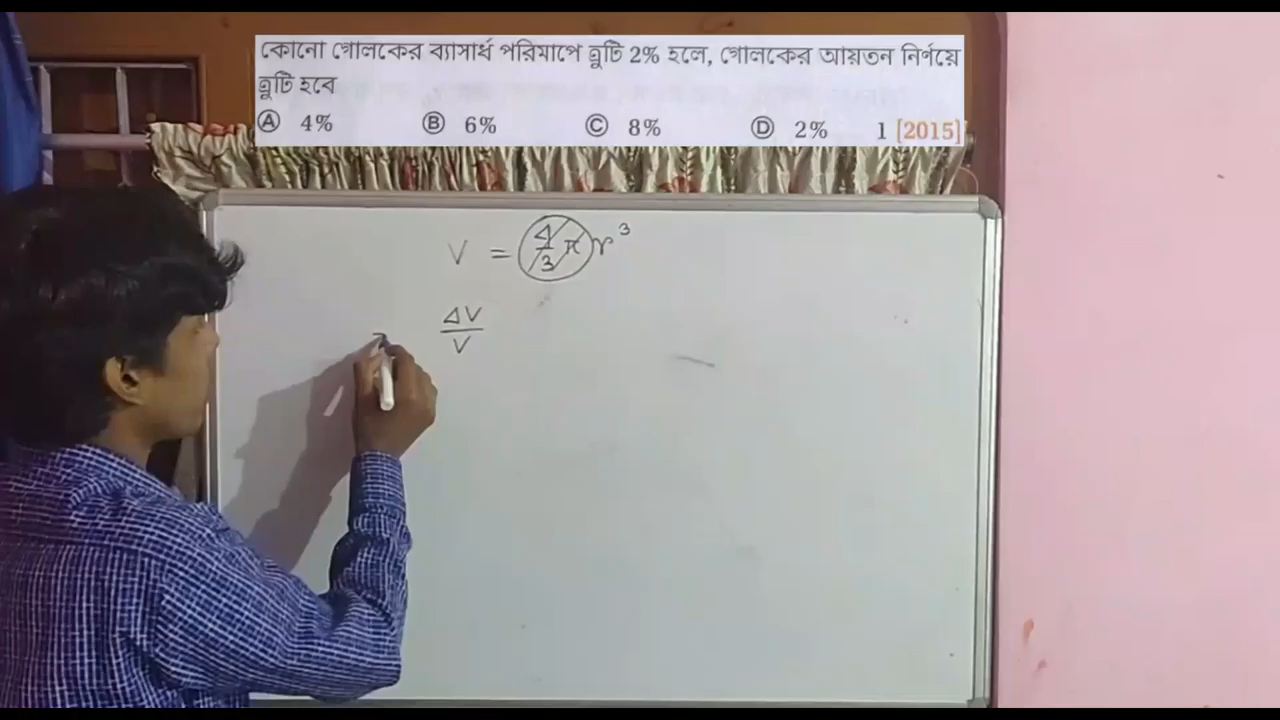 কোনো গোলকের ব্যাসার্ধ পরিমাপে ত্রুটি 2% হলে, গোলকের আয়তন নির্ণয়ে
ত্রুটি হবে
Ⓐ 4% Ⓑ 6% Ⓒ 8% Ⓓ 2% 1 [2015]
V = 4/3 π r³
ΔV/V